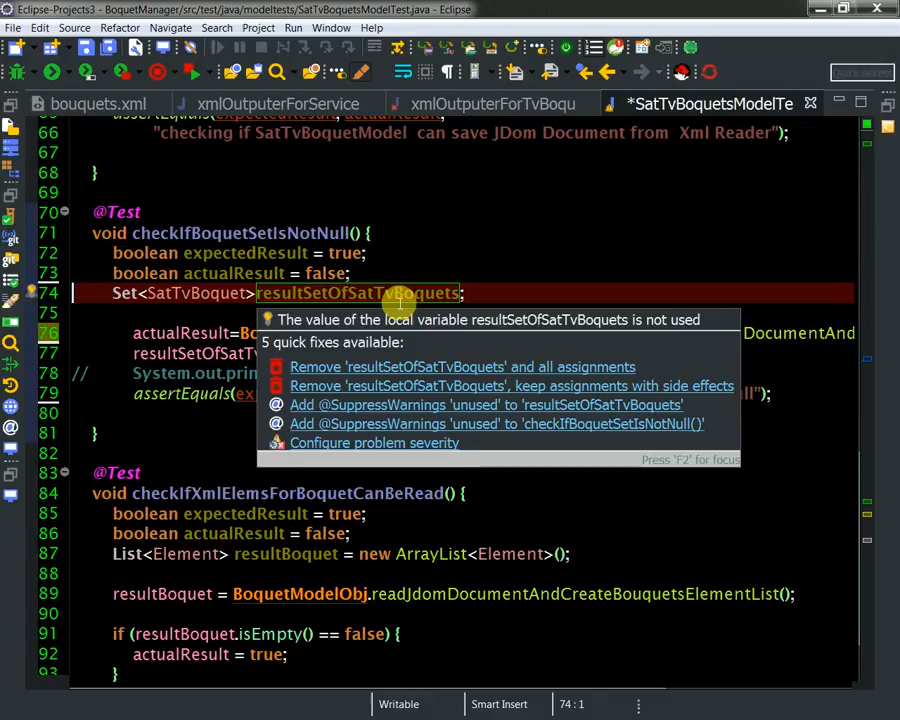 Eclipse-Projects3 - BoquetManager/src/test/java/modeltests/SatTvBoquetsModelTest.java - Eclipse
File Edit Source Refactor Navigate Search Project Run Window Help
Quick Access
bouquets.xml xmlOutputerForService xmlOutputerForTvBoqu *SatTvBoquetsModelTe
66 "checking if SatTvBoquetModel can save JDom Document from Xml Reader");
67
68 }
69
70 @Test
71 void checkIfBoquetSetIsNotNull() {
72 boolean expectedResult = true;
73 boolean actualResult = false;
74 Set<SatTvBoquet>resultSetOfSatTvBoquets;
The value of the local variable resultSetOfSatTvBoquets is not used
5 quick fixes available:
Remove 'resultSetOfSatTvBoquets' and all assignments
Remove 'resultSetOfSatTvBoquets', keep assignments with side effects
Add @SuppressWarnings 'unused' to 'resultSetOfSatTvBoquets'
Add @SuppressWarnings 'unused' to 'checkIfBoquetSetIsNotNull()'
Configure problem severity
Press 'F2' for focus
76 actualResult=Bo DocumentAnd
77 resultSetOfSatT
78 // System.out.prin
79 assertEquals(ex ll");
80
81 }
83 @Test
84 void checkIfXmlElemsForBoquetCanBeRead() {
85 boolean expectedResult = true;
86 boolean actualResult = false;
87 List<Element> resultBoquet = new ArrayList<Element>();
88
89 resultBoquet = BoquetModelObj.readJdomDocumentAndCreateBouquetsElementList();
90
91 if (resultBoquet.isEmpty() == false) {
92 actualResult = true;
93 }
Writable Smart Insert 74 : 1